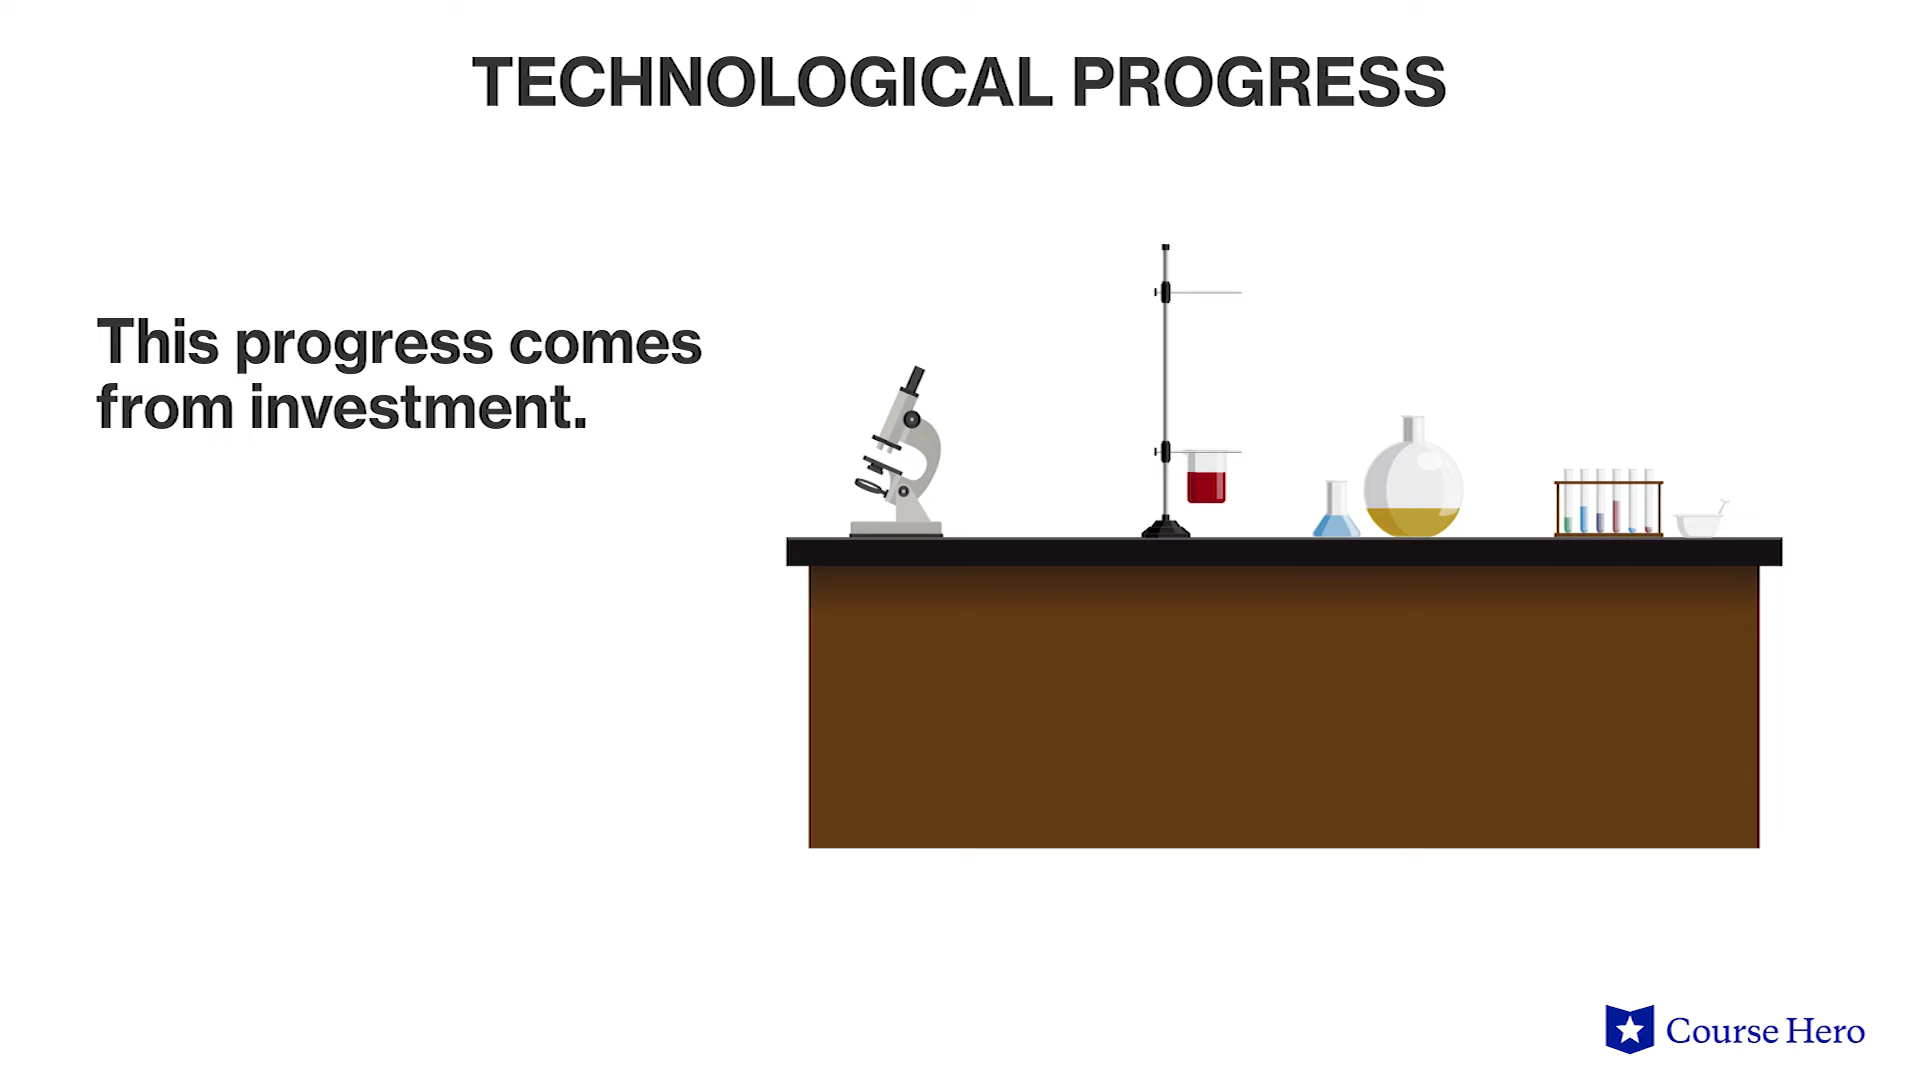 TECHNOLOGICAL PROGRESS
This progress comes
from investment.
Course Hero